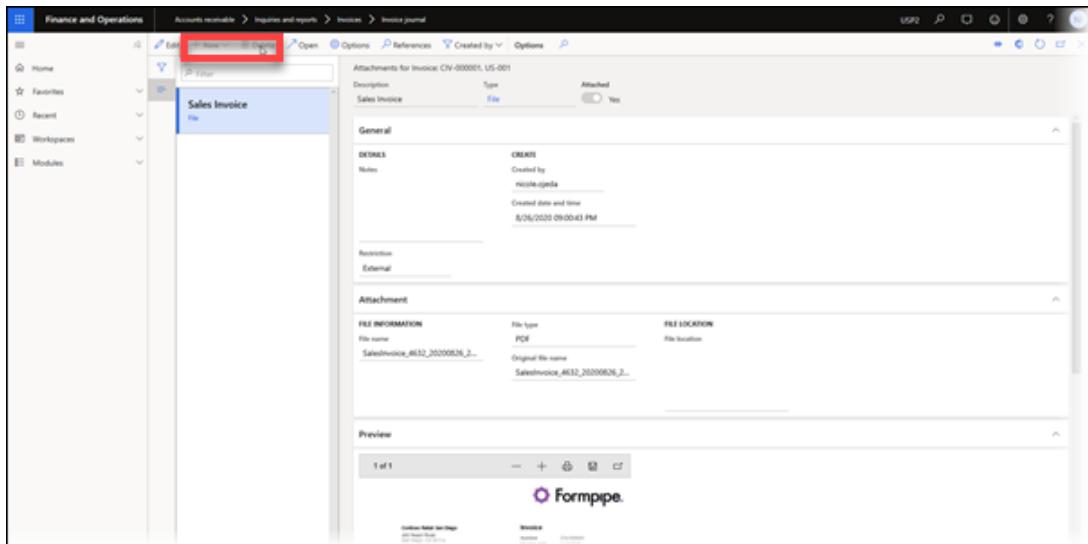 Finance and Operations
Accounts receivable > Inquiries and reports > Invoices > Invoice journal
USP2
?
Edit
+ New
Delete
Open
Options
References
Created by
Options
Home
Favorites
Recent
Workspaces
Modules
Filter
Sales Invoice
File
Attachments for Invoice: CIV-000001, US-001
Description
Type
Attached
Sales Invoice
File
Yes
General
DETAILS
CREATE
Notes
Created by
nicole.ojeda
Created date and time
8/26/2020 09:00:43 PM
Restriction
External
Attachment
FILE INFORMATION
File type
FILE LOCATION
File name
PDF
File location
SalesInvoice_4632_20200826_2...
Original file name
SalesInvoice_4632_20200826_2...
Preview
1 of 1
Formpipe.
Contoso Retail San Diego
Invoice